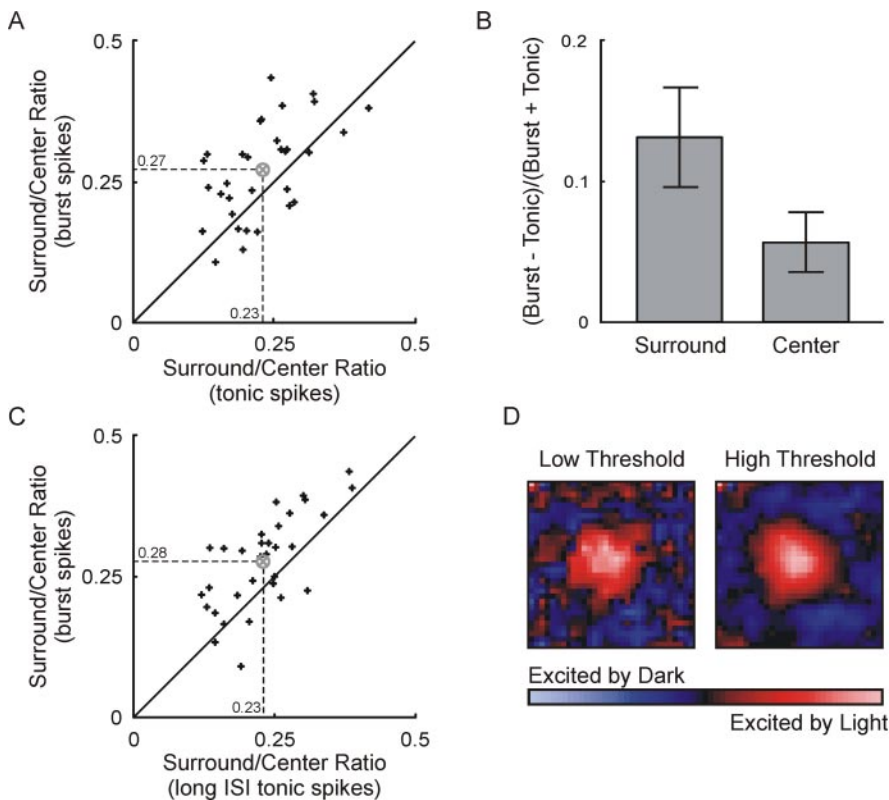 A
0.5
Surround/Center Ratio
(burst spikes)
0.27
0.25
0.23
0
0
0.25
0.5
Surround/Center Ratio
(tonic spikes)
B
0.2
(Burst - Tonic)/(Burst + Tonic)
0.1
0
Surround
Center
C
0.5
Surround/Center Ratio
(burst spikes)
0.28
0.25
0.23
0
0
0.25
0.5
Surround/Center Ratio
(long ISI tonic spikes)
D
Low Threshold
High Threshold
Excited by Dark
Excited by Light